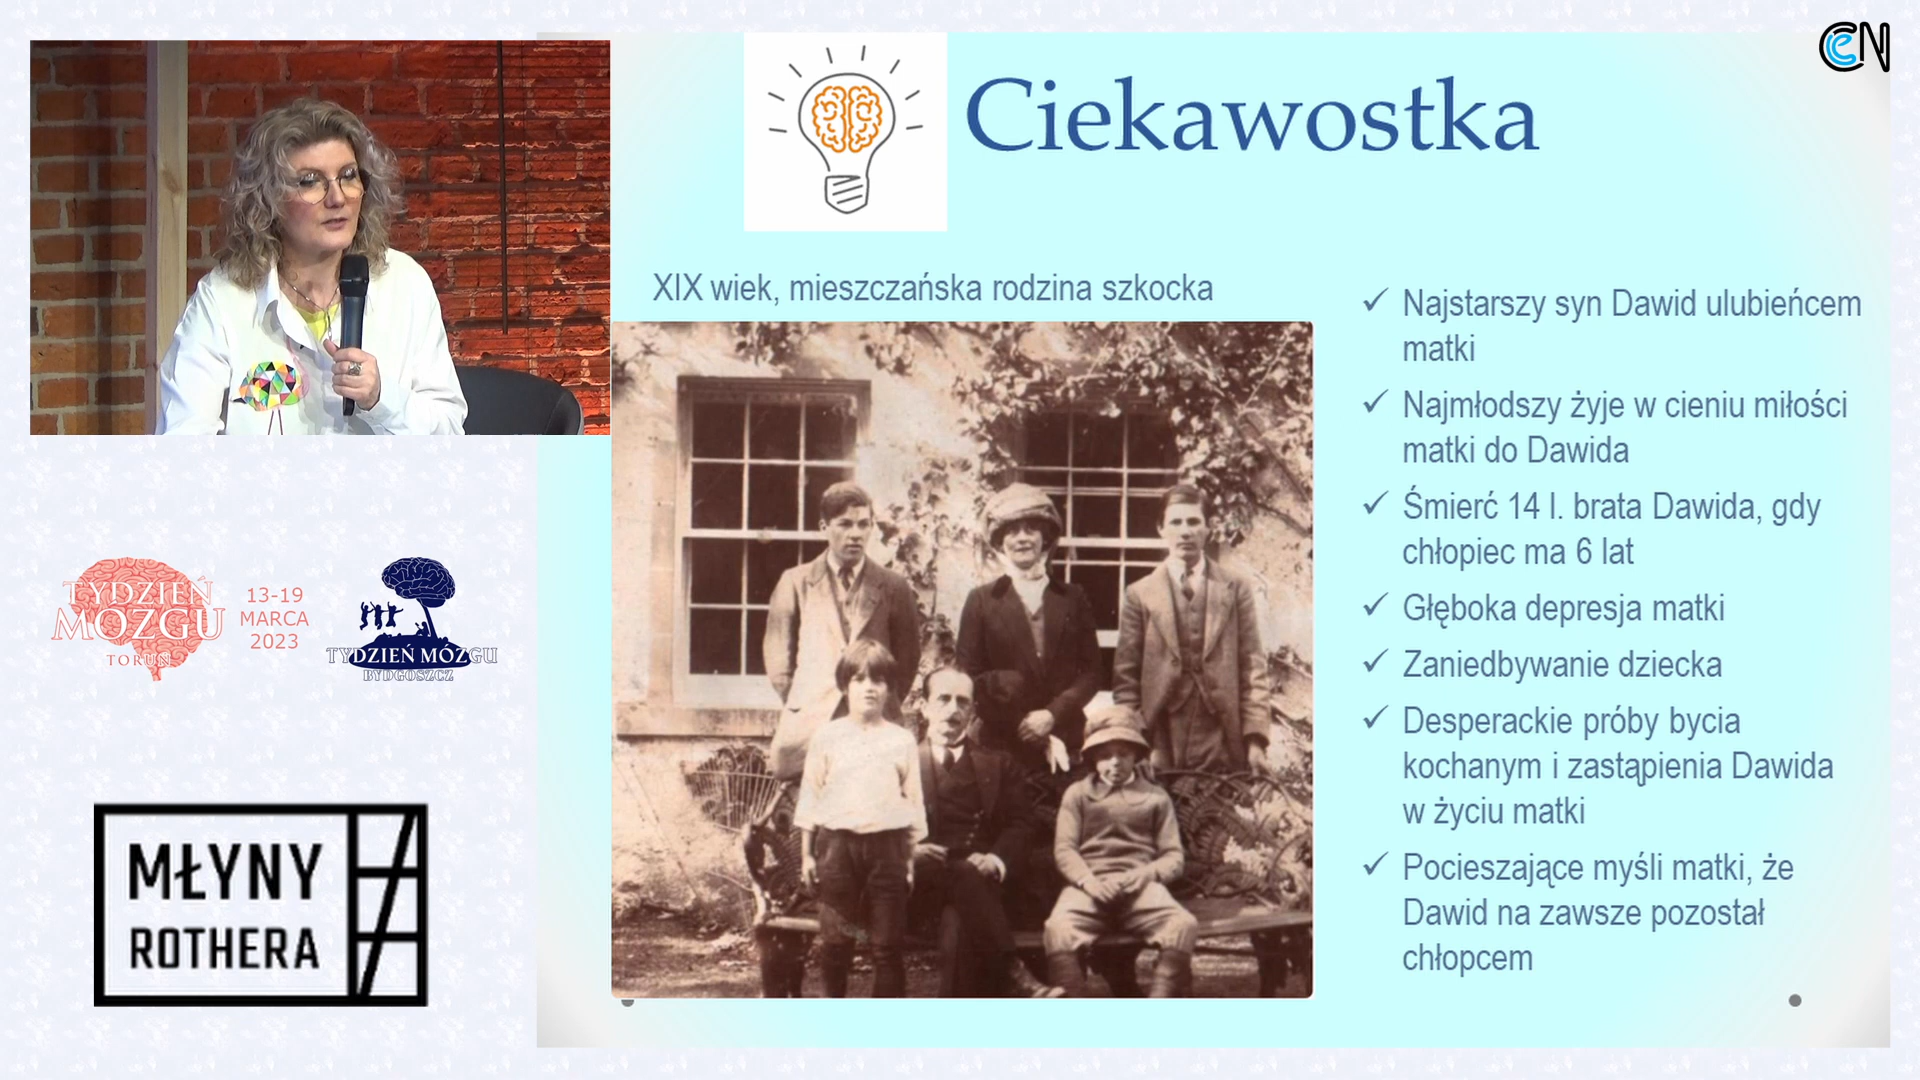 CeN
Ciekawostka
XIX wiek, mieszczańska rodzina szkocka
Najstarszy syn Dawid ulubieńcem
matki
Najmłodszy żyje w cieniu miłości
matki do Dawida
Śmierć 14 l. brata Dawida, gdy
chłopiec ma 6 lat
Głęboka depresja matki
Zaniedbywanie dziecka
Desperackie próby bycia
kochanym i zastąpienia Dawida
w życiu matki
Pocieszające myśli matki, że
Dawid na zawsze pozostał
chłopcem
TYDZIEŃ
MÓZGU
TORUŃ
13-19
MARCA
2023
TYDZIEŃ MÓZGU
BYDGOSZCZ
MŁYNY
ROTHERA